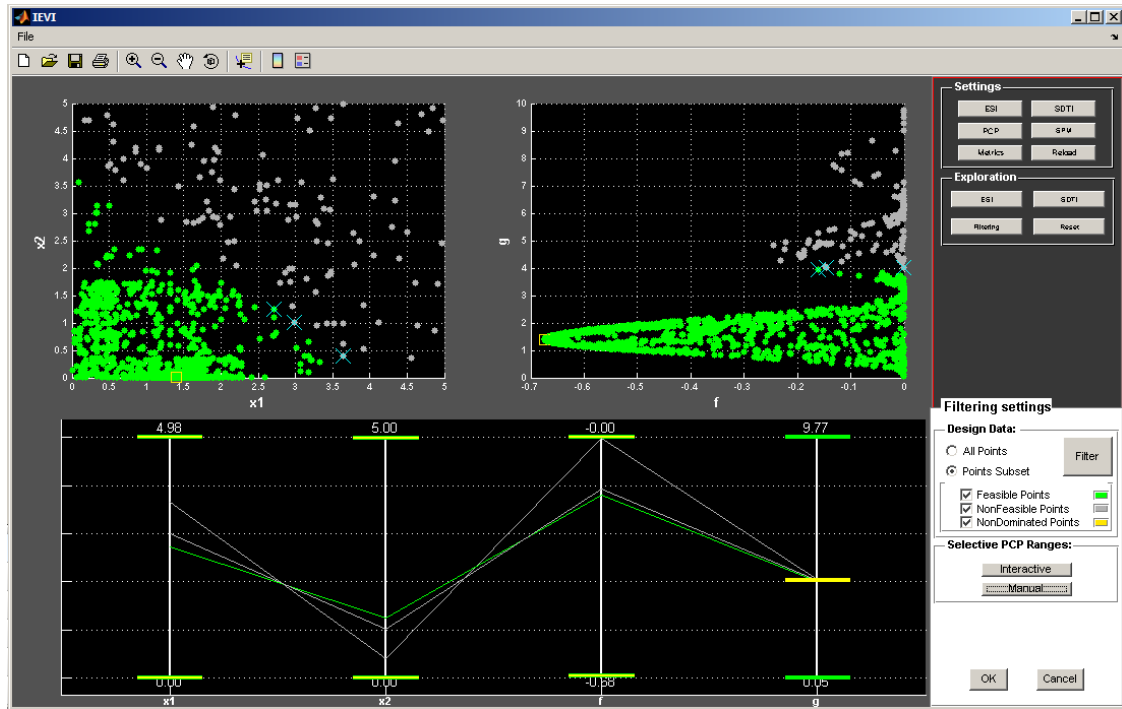 IEVI
File
Settings
ESI SDTI
PCP SPM
Metrics Reload
Exploration
ESI SDTI
Filtering Reset
5
4.5
4
3.5
3
2.5
2
1.5
1
0.5
0
x2
0 0.5 1 1.5 2 2.5 3 3.5 4 4.5 5
x1
10
9
8
7
6
5
4
3
2
1
0
g
-0.7 -0.6 -0.5 -0.4 -0.3 -0.2 -0.1 0
f
4.98 5.00 -0.00 9.77
0.00 0.00 -0.68 0.05
x1 x2 f g
Filtering settings
Design Data:
All Points
Points Subset
Filter
Feasible Points
NonFeasible Points
NonDominated Points
Selective PCP Ranges:
Interactive
Manual
OK Cancel